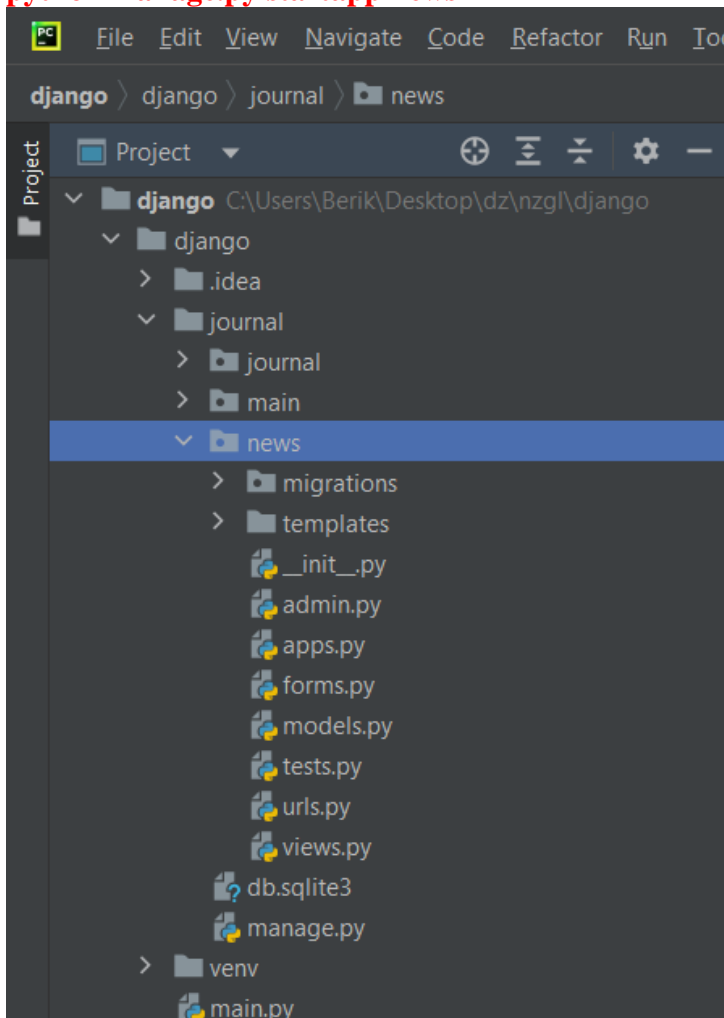 PC File Edit View Navigate Code Refactor Run
django 〉 django 〉 journal 〉 news
Project
Project
django C:\Users\Berik\Desktop\dz\nzgl\django
django
.idea
journal
journal
main
news
migrations
templates
__init__.py
admin.py
apps.py
forms.py
models.py
tests.py
urls.py
views.py
db.sqlite3
manage.py
venv
main.py